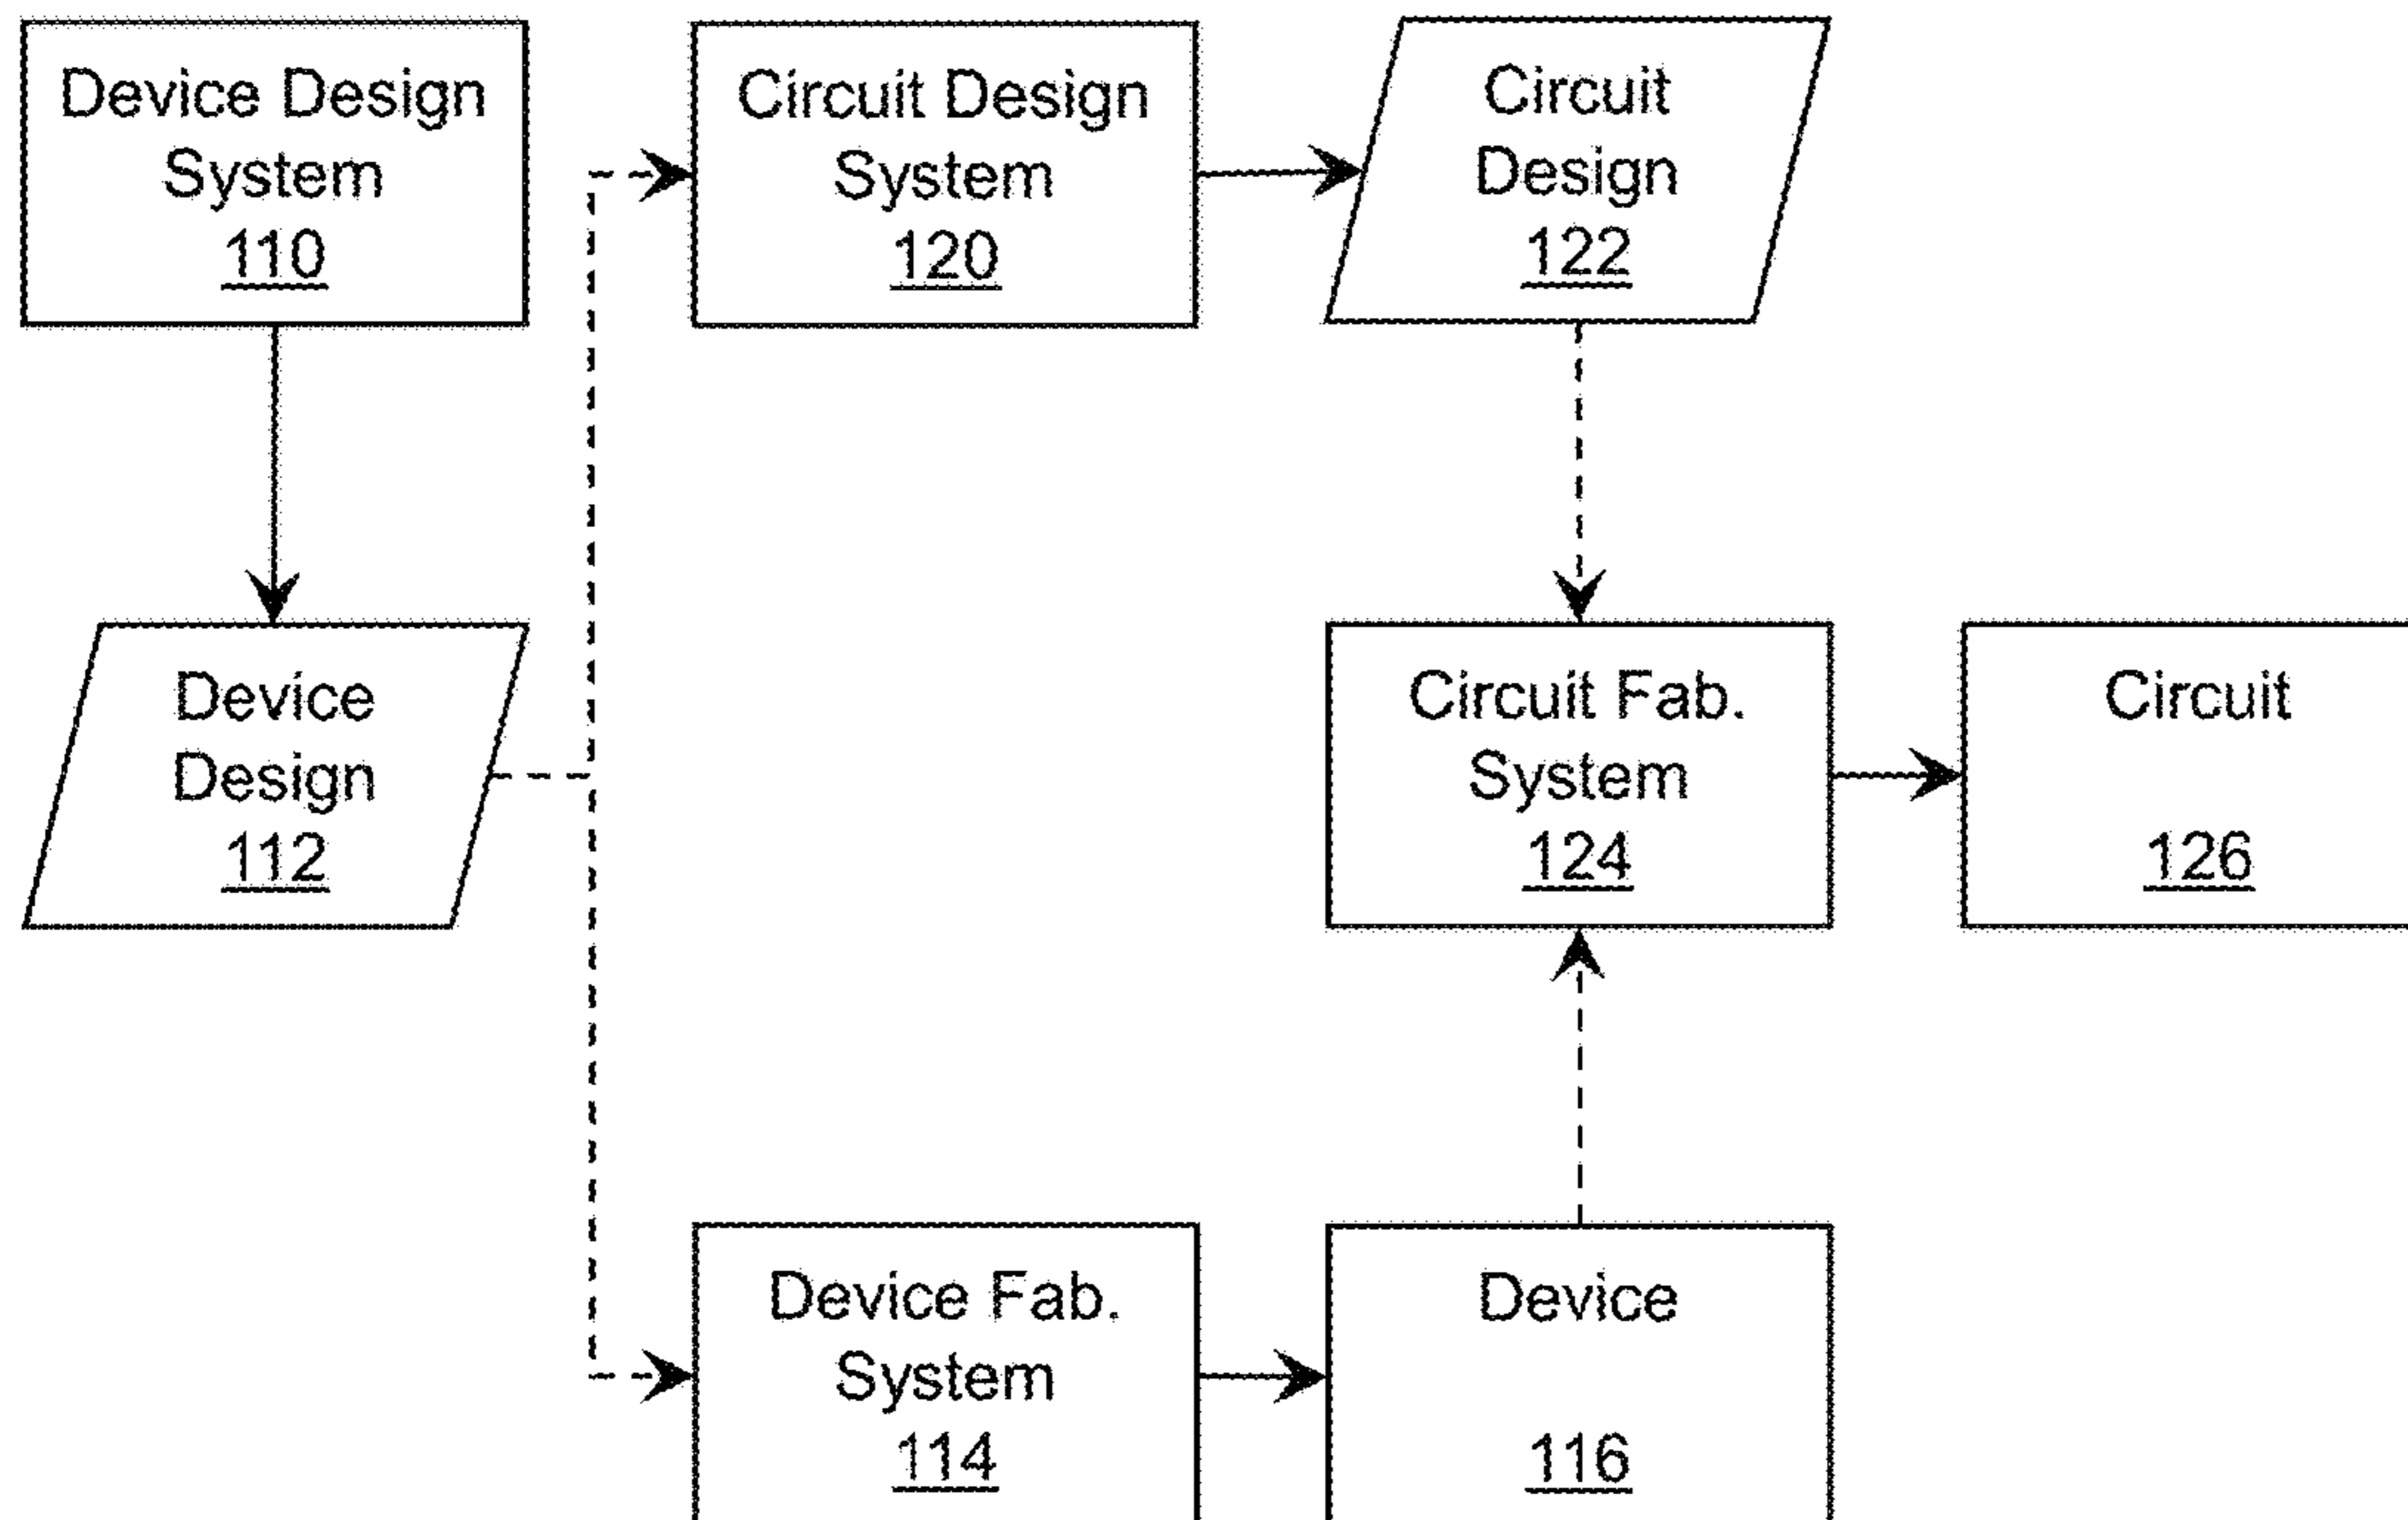 Device Design
System
110
Circuit Design
System
120
Circuit
Design
122
Device
Design
112
Circuit Fab.
System
124
Circuit
126
Device Fab.
System
114
Device
116